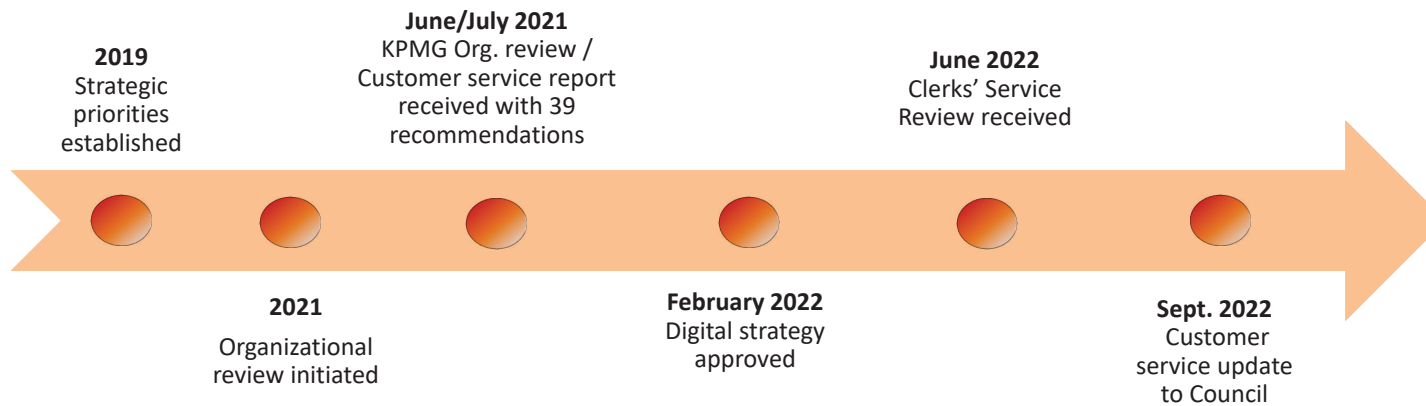 2019
Strategic
priorities
established
2021
Organizational
review initiated
June/July 2021
KPMG Org. review /
Customer service report
received with 39
recommendations
February 2022
Digital strategy
approved
June 2022
Clerks’ Service
Review received
Sept. 2022
Customer
service update
to Council